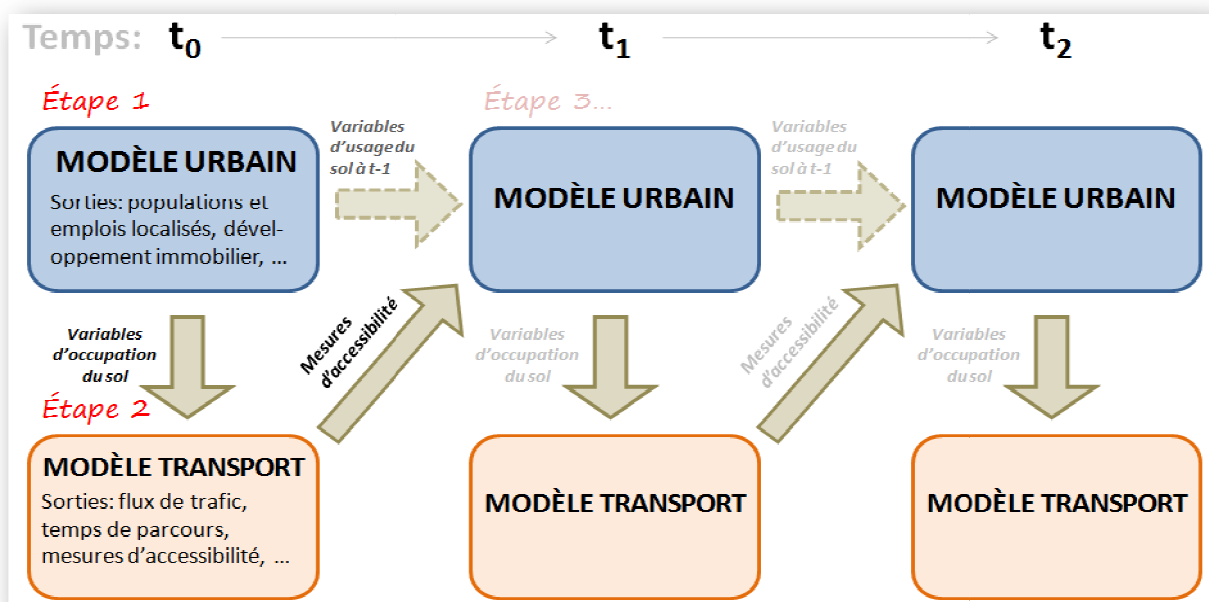 Temps: t0 t1 t2
Étape 1
Étape 3...
MODÈLE URBAIN
Sorties: populations et
emplois localisés, dével-
oppement immobilier, ...
Variables
d'usage du
sol à t-1
MODÈLE URBAIN
Variables
d'usage du
sol à t-1
MODÈLE URBAIN
Variables
d'occupation
du sol
Mesures
d'accessibilité
Variables
d'occupation
du sol
Mesures
d'accessibilité
Variables
d'occupation
du sol
Étape 2
MODÈLE TRANSPORT
Sorties: flux de trafic,
temps de parcours,
mesures d'accessibilité, ...
MODÈLE TRANSPORT
MODÈLE TRANSPORT